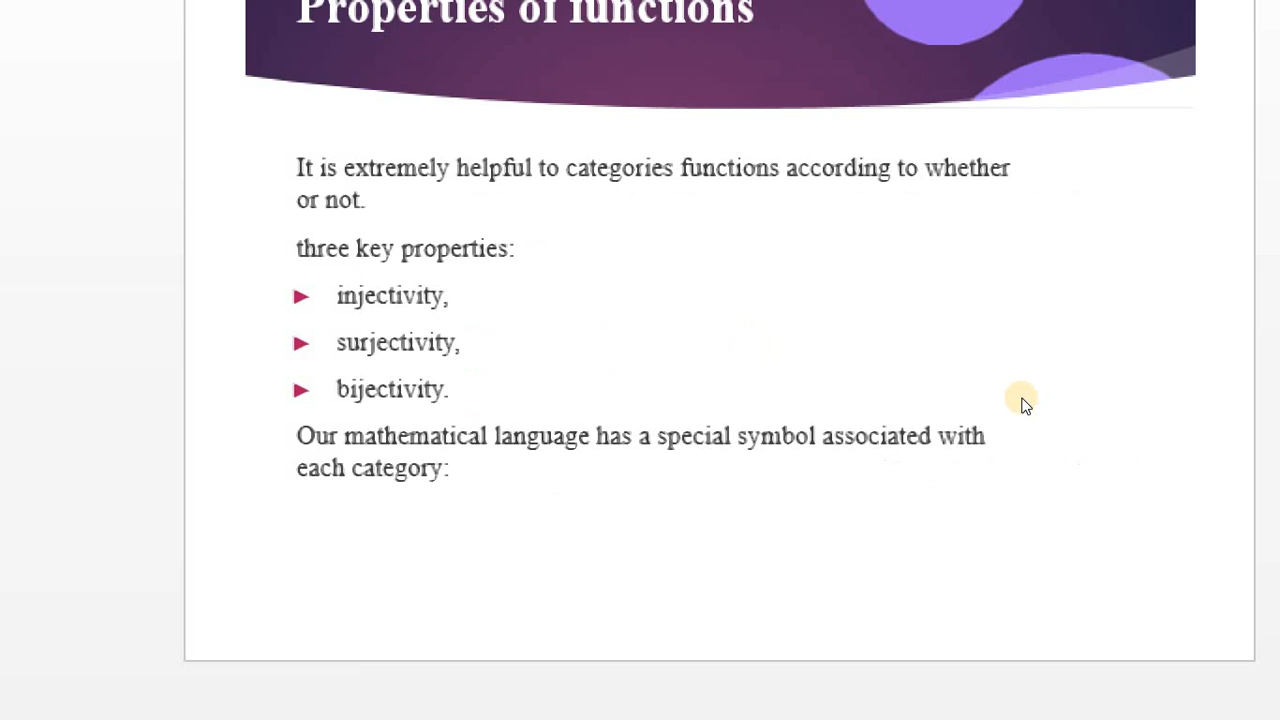 Properties of functions
It is extremely helpful to categories functions according to whether
or not.
three key properties:
injectivity,
surjectivity,
bijectivity.
Our mathematical language has a special symbol associated with
each category: